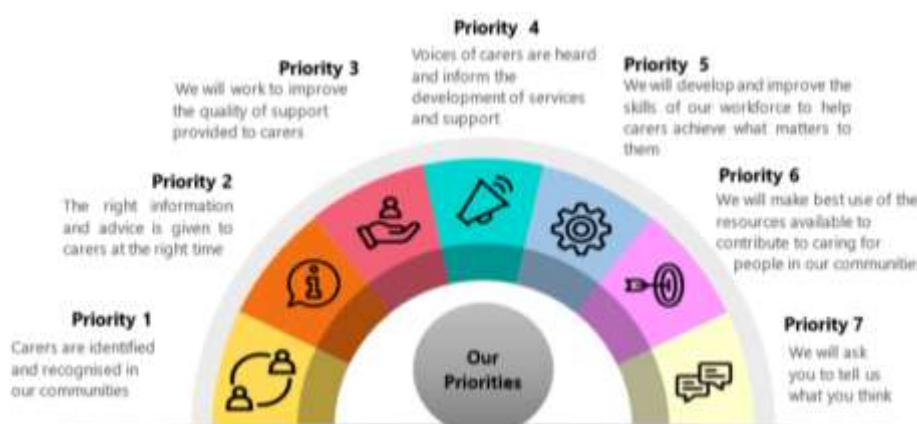 Priority 1
Carers are identified
and recognised in
our communities
Priority 2
The right information
and advice is given to
carers at the right time
Priority 3
We will work to improve
the quality of support
provided to carers
Priority 4
Voices of carers are heard
and inform the
development of services
and support
Priority 5
We will develop and improve the
skills of our workforce to help
carers achieve what matters to
them
Priority 6
We will make best use of the
resources available to
contribute to caring for
people in our communitie
Priority 7
We will ask
you to tell us
what you think
Our
Priorities